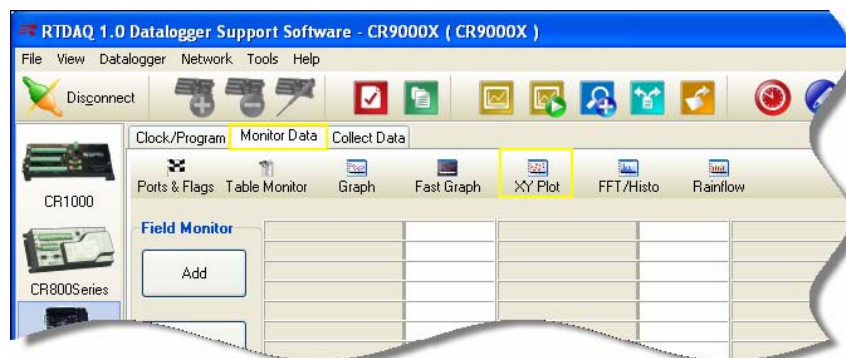 RTDAQ 1.0 Datalogger Support Software - CR9000X ( CR9000X )
File View Datalogger Network Tools Help
Disconnect
Clock/Program Monitor Data Collect Data
Ports & Flags Table Monitor Graph Fast Graph XY Plot FFT/Histo Rainflow
CR1000
Field Monitor
Add
CR800Series